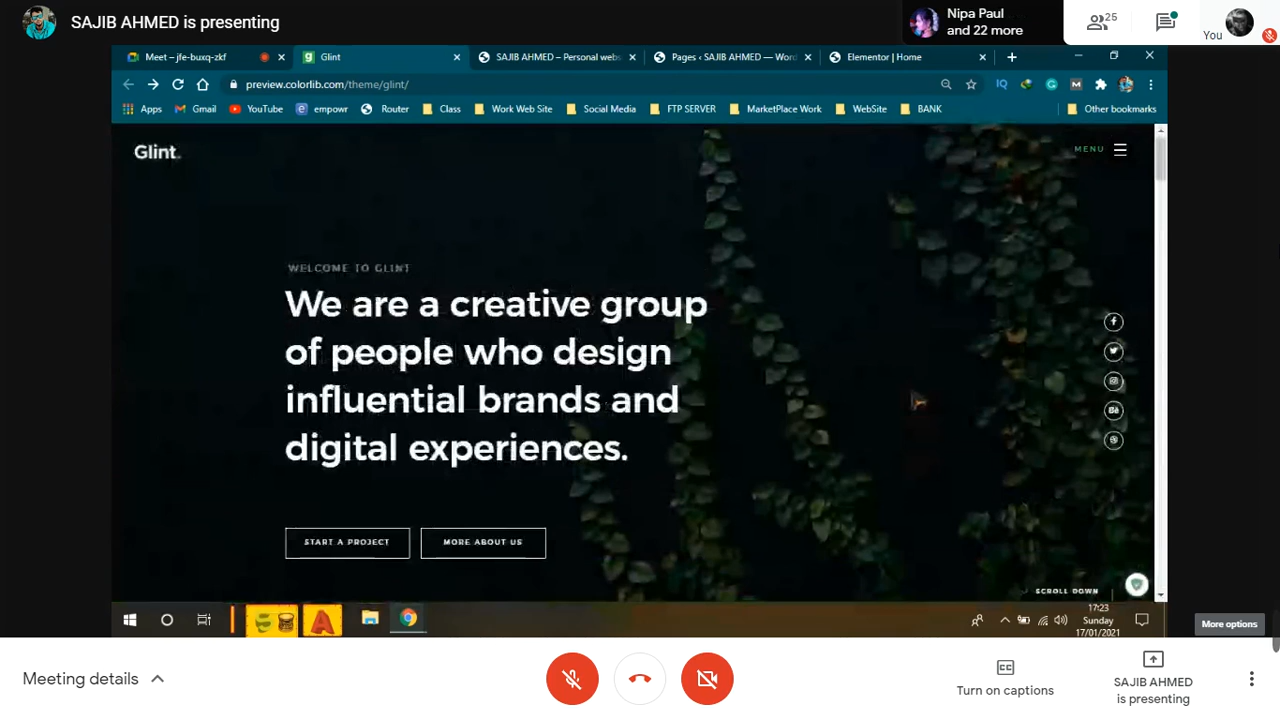 SAJIB AHMED is presenting
Nipa Paul
and 22 more
25
You
Meet – jfe-buxq-zkf
Glint
SAJIB AHMED – Personal webs
Pages ‹ SAJIB AHMED — Word
Elementor | Home
preview.colorlib.com/theme/glint/
Apps
Gmail
YouTube
empowr
Router
Class
Work Web Site
Social Media
FTP SERVER
MarketPlace Work
WebSite
BANK
Other bookmarks
Glint.
MENU
WELCOME TO GLINT
We are a creative group
of people who design
influential brands and
digital experiences.
START A PROJECT
MORE ABOUT US
SCROLL DOWN
17:23
Sunday
17/01/2021
More options
Meeting details
Turn on captions
SAJIB AHMED
is presenting